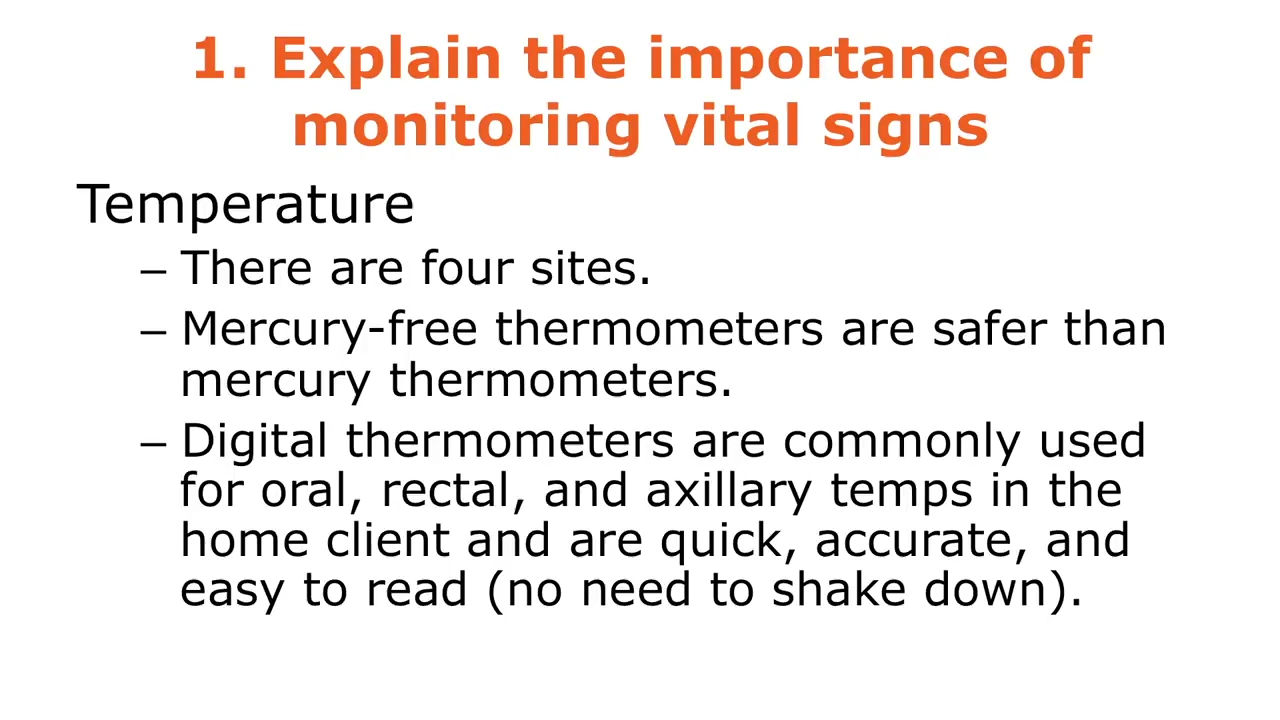 1. Explain the importance of
monitoring vital signs
Temperature
– There are four sites.
– Mercury-free thermometers are safer than
mercury thermometers.
– Digital thermometers are commonly used
for oral, rectal, and axillary temps in the
home client and are quick, accurate, and
easy to read (no need to shake down).